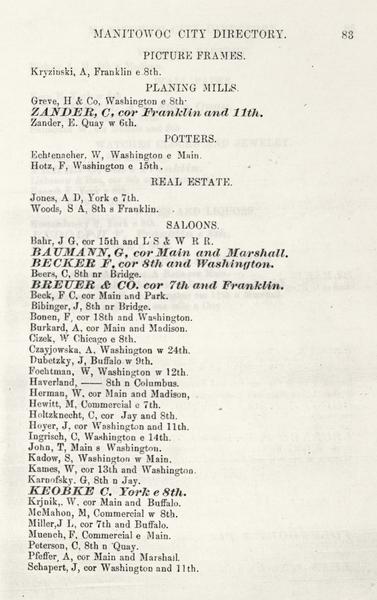 MANITOWOC CITY DIRECTORY. 83
PICTURE FRAMES.
Kryzinski, A, Franklin e 8th.
PLANING MILLS.
Greve, H & Co, Washington e 8th·
ZANDER, C, cor Franklin and 11th.
Zander, E. Quay w 6th.
POTTERS.
Echtenacher, W, Washington e Main.
Hotz, F, Washington e 15th.
REAL ESTATE.
Jones, A D, York e 7th.
Woods, S A, 8th s Franklin.
SALOONS.
Bahr, J G, cor 15th and L S & W R R.
BAUMANN, G, cor Main and Marshall.
BECKER F, cor 8th and Washington.
Beers, C, 8th nr Bridge.
BREUER & CO. cor 7th and Franklin.
Beck, F C, cor Main and Park.
Bibinger, J, 8th nr Bridge.
Bonen, F, cor 18th and Washington.
Burkard, A, cor Main and Madison.
Cizek, W Chicago e 8th.
Czayjowska, A, Washington w 24th.
Dubetzky, J, Buffalo w 9th.
Fochtman, W, Washington w 12th.
Haverland, —— 8th n Columbus.
Herman, W. cor Main and Madison,
Hewitt, M, Commercial e 7th.
Holtzknecht, C, cor Jay and 8th.
Hoyer, J, cor Washington and 11th.
Ingrisch, C, Washington e 14th.
John, T, Main s Washington.
Kadow, S, Washington w Main.
Kames, W, cor 13th and Washington.
Karnofsky. G, 8th n Jay.
KEOBKE C. York e 8th.
Krjnik,. W. cor Main and Buffalo.
McMahon, M, Commercial w 8th.
Miller,J L, cor 7th and Buffalo.
Muench, F, Commercial e Main.
Peterson, C, 8th n Quay.
Pfeffer, A, cor Main and Marshall.
Schapert, J, cor Washington and 11th.